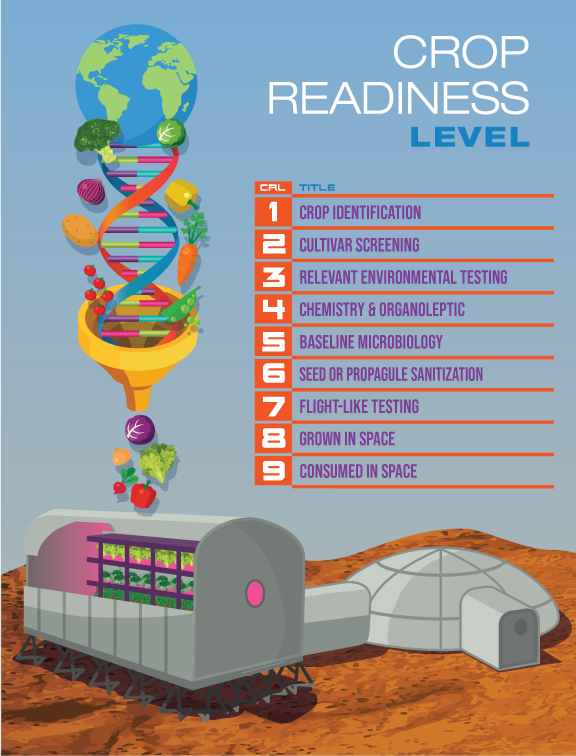 CROP
READINESS
LEVEL
CRL TITLE
1 CROP IDENTIFICATION
2 CULTIVAR SCREENING
3 RELEVANT ENVIRONMENTAL TESTING
4 CHEMISTRY & ORGANOLEPTIC
5 BASELINE MICROBIOLOGY
6 SEED OR PROPAGULE SANITIZATION
7 FLIGHT-LIKE TESTING
8 GROWN IN SPACE
9 CONSUMED IN SPACE